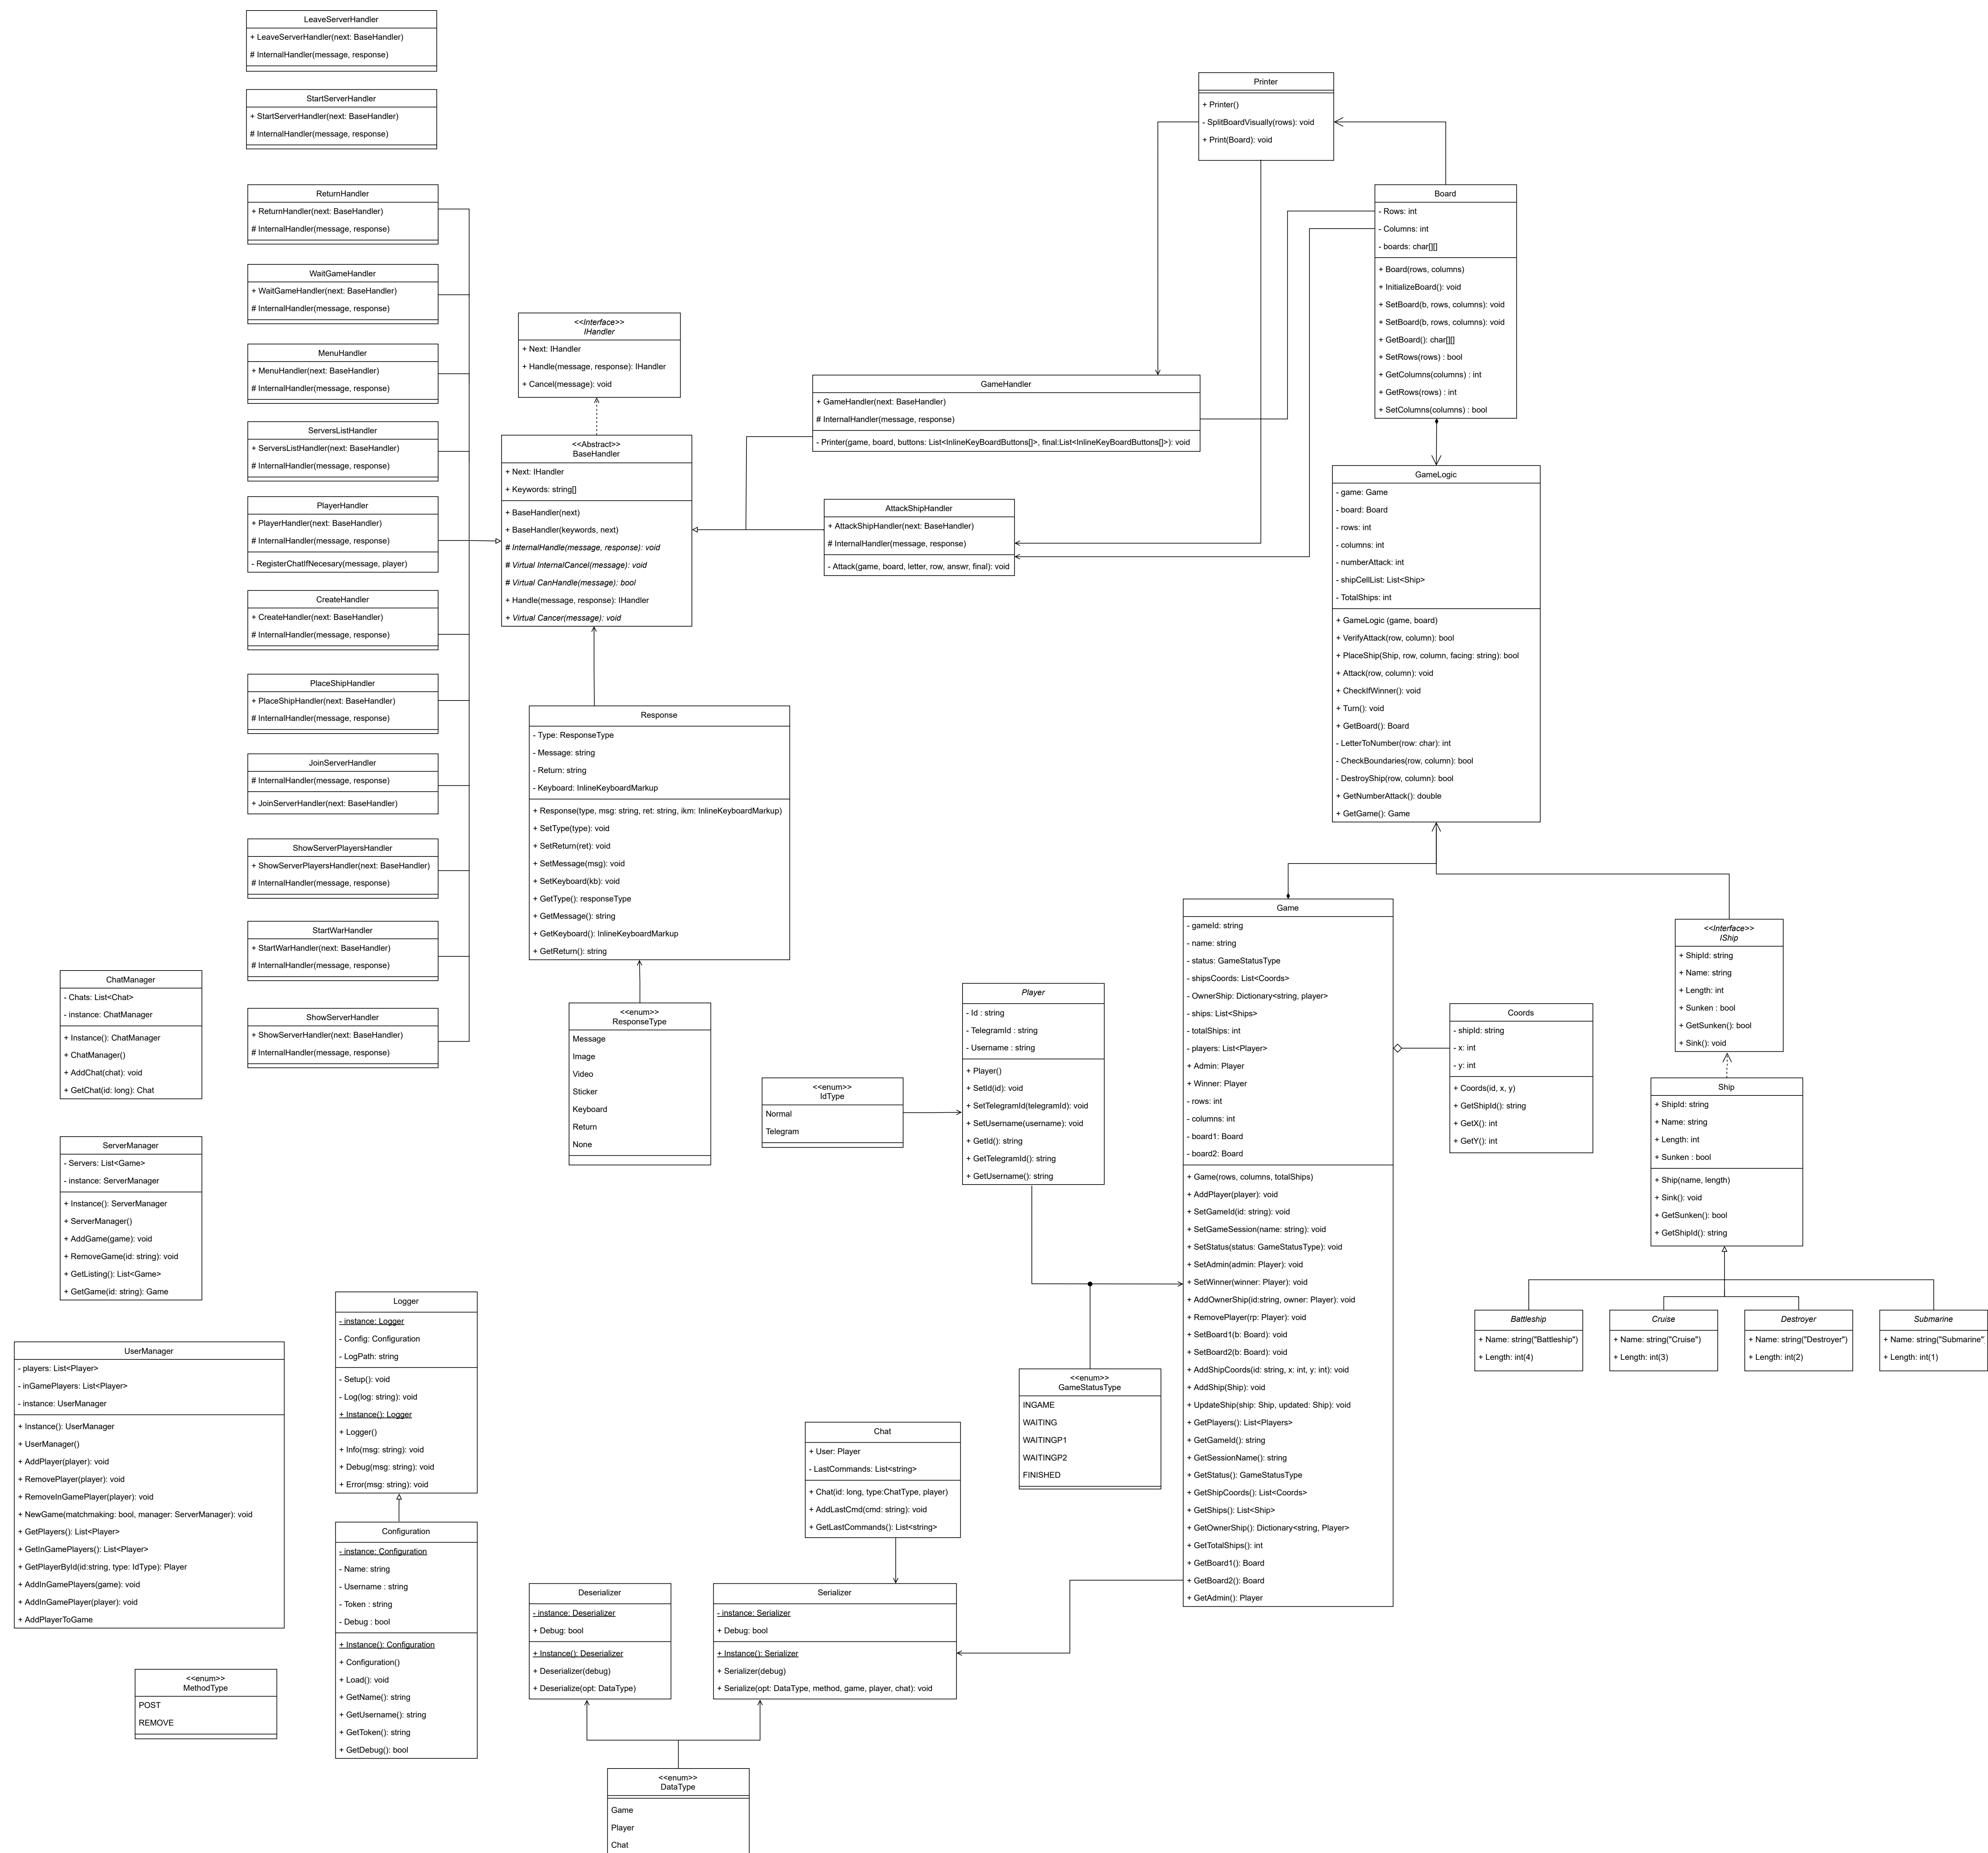 LeaveServerHandler
+ LeaveServerHandler(next: BaseHandler)
# InternalHandler(message, response)
StartServerHandler
+ StartServerHandler(next: BaseHandler)
# InternalHandler(message, response)
ReturnHandler
+ ReturnHandler(next: BaseHandler)
# InternalHandler(message, response)
WaitGameHandler
+ WaitGameHandler(next: BaseHandler)
# InternalHandler(message, response)
MenuHandler
+ MenuHandler(next: BaseHandler)
# InternalHandler(message, response)
ServersListHandler
+ ServersListHandler(next: BaseHandler)
# InternalHandler(message, response)
PlayerHandler
+ PlayerHandler(next: BaseHandler)
# InternalHandler(message, response)
- RegisterChatIfNecesary(message, player)
CreateHandler
+ CreateHandler(next: BaseHandler)
# InternalHandler(message, response)
PlaceShipHandler
+ PlaceShipHandler(next: BaseHandler)
# InternalHandler(message, response)
JoinServerHandler
# InternalHandler(message, response)
+ JoinServerHandler(next: BaseHandler)
ShowServerPlayersHandler
+ ShowServerPlayersHandler(next: BaseHandler)
# InternalHandler(message, response)
StartWarHandler
+ StartWarHandler(next: BaseHandler)
# InternalHandler(message, response)
ShowServerHandler
+ ShowServerHandler(next: BaseHandler)
# InternalHandler(message, response)
<<Interface>>
IHandler
+ Next: IHandler
+ Handle(message, response): IHandler
+ Cancel(message): void
<<Abstract>>
BaseHandler
+ Next: IHandler
+ Keywords: string[]
+ BaseHandler(next)
+ BaseHandler(keywords, next)
# InternalHandle(message, response): void
# Virtual InternalCancel(message): void
# Virtual CanHandle(message): bool
+ Handle(message, response): IHandler
+ Virtual Cancer(message): void
GameHandler
+ GameHandler(next: BaseHandler)
# InternalHandler(message, response)
- Printer(game, board, buttons: List<InlineKeyBoardButtons[]>, final:List<InlineKeyBoardButtons[]>): void
AttackShipHandler
+ AttackShipHandler(next: BaseHandler)
# InternalHandler(message, response)
- Attack(game, board, letter, row, answr, final): void
Printer
+ Printer()
- SplitBoardVisually(rows): void
+ Print(Board): void
Board
- Rows: int
- Columns: int
- boards: char[][]
+ Board(rows, columns)
+ InitializeBoard(): void
+ SetBoard(b, rows, columns): void
+ SetBoard(b, rows, columns): void
+ GetBoard(): char[][]
+ SetRows(rows) : bool
+ GetColumns(columns) : int
+ GetRows(rows) : int
+ SetColumns(columns) : bool
GameLogic
- game: Game
- board: Board
- rows: int
- columns: int
- numberAttack: int
- shipCellList: List<Ship>
- TotalShips: int
+ GameLogic (game, board)
+ VerifyAttack(row, column): bool
+ PlaceShip(Ship, row, column, facing: string): bool
+ Attack(row, column): void
+ CheckIfWinner(): void
+ Turn(): void
+ GetBoard(): Board
- LetterToNumber(row: char): int
- CheckBoundaries(row, column): bool
- DestroyShip(row, column): bool
+ GetNumberAttack(): double
+ GetGame(): Game
Response
- Type: ResponseType
- Message: string
- Return: string
- Keyboard: InlineKeyboardMarkup
+ Response(type, msg: string, ret: string, ikm: InlineKeyboardMarkup)
+ SetType(type): void
+ SetReturn(ret): void
+ SetMessage(msg): void
+ SetKeyboard(kb): void
+ GetType(): responseType
+ GetMessage(): string
+ GetKeyboard(): InlineKeyboardMarkup
+ GetReturn(): string
<<enum>>
ResponseType
Message
Image
Video
Sticker
Keyboard
Return
None
<<enum>>
IdType
Normal
Telegram
Player
- Id : string
- TelegramId : string
- Username : string
+ Player()
+ SetId(id): void
+ SetTelegramId(telegramId): void
+ SetUsername(username): void
+ GetId(): string
+ GetTelegramId(): string
+ GetUsername(): string
Game
- gameId: string
- name: string
- status: GameStatusType
- shipsCoords: List<Coords>
- OwnerShip: Dictionary<string, player>
- ships: List<Ships>
- totalShips: int
- players: List<Player>
+ Admin: Player
+ Winner: Player
- rows: int
- columns: int
- board1: Board
- board2: Board
+ Game(rows, columns, totalShips)
+ AddPlayer(player): void
+ SetGameId(id: string): void
+ SetGameSession(name: string): void
+ SetStatus(status: GameStatusType): void
+ SetAdmin(admin: Player): void
+ SetWinner(winner: Player): void
+ AddOwnerShip(id:string, owner: Player): void
+ RemovePlayer(rp: Player): void
+ SetBoard1(b: Board): void
+ SetBoard2(b: Board): void
+ AddShipCoords(id: string, x: int, y: int): void
+ AddShip(Ship): void
+ UpdateShip(ship: Ship, updated: Ship): void
+ GetPlayers(): List<Players>
+ GetGameId(): string
+ GetSessionName(): string
+ GetStatus(): GameStatusType
+ GetShipCoords(): List<Coords>
+ GetShips(): List<Ship>
+ GetOwnerShip(): Dictionary<string, Player>
+ GetTotalShips(): int
+ GetBoard1(): Board
+ GetBoard2(): Board
+ GetAdmin(): Player
Coords
- shipId: string
- x: int
- y: int
+ Coords(id, x, y)
+ GetShipId(): string
+ GetX(): int
+ GetY(): int
<<Interface>>
IShip
+ ShipId: string
+ Name: string
+ Length: int
+ Sunken : bool
+ GetSunken(): bool
+ Sink(): void
Ship
+ ShipId: string
+ Name: string
+ Length: int
+ Sunken : bool
+ Ship(name, length)
+ Sink(): void
+ GetSunken(): bool
+ GetShipId(): string
Battleship
+ Name: string("Battleship")
+ Length: int(4)
Cruise
+ Name: string("Cruise")
+ Length: int(3)
Destroyer
+ Name: string("Destroyer")
+ Length: int(2)
Submarine
+ Name: string("Submarine"
+ Length: int(1)
<<enum>>
GameStatusType
INGAME
WAITING
WAITINGP1
WAITINGP2
FINISHED
ChatManager
- Chats: List<Chat>
- instance: ChatManager
+ Instance(): ChatManager
+ ChatManager()
+ AddChat(chat): void
+ GetChat(id: long): Chat
ServerManager
- Servers: List<Game>
- instance: ServerManager
+ Instance(): ServerManager
+ ServerManager()
+ AddGame(game): void
+ RemoveGame(id: string): void
+ GetListing(): List<Game>
+ GetGame(id: string): Game
UserManager
- players: List<Player>
- inGamePlayers: List<Player>
- instance: UserManager
+ Instance(): UserManager
+ UserManager()
+ AddPlayer(player): void
+ RemovePlayer(player): void
+ RemoveInGamePlayer(player): void
+ NewGame(matchmaking: bool, manager: ServerManager): void
+ GetPlayers(): List<Player>
+ GetInGamePlayers(): List<Player>
+ GetPlayerById(id:string, type: IdType): Player
+ AddInGamePlayers(game): void
+ AddInGamePlayer(player): void
+ AddPlayerToGame
<<enum>>
MethodType
POST
REMOVE
Logger
- instance: Logger
- Config: Configuration
- LogPath: string
- Setup(): void
- Log(log: string): void
+ Instance(): Logger
+ Logger()
+ Info(msg: string): void
+ Debug(msg: string): void
+ Error(msg: string): void
Configuration
- instance: Configuration
- Name: string
- Username : string
- Token : string
- Debug : bool
+ Instance(): Configuration
+ Configuration()
+ Load(): void
+ GetName(): string
+ GetUsername(): string
+ GetToken(): string
+ GetDebug(): bool
Chat
+ User: Player
- LastCommands: List<string>
+ Chat(id: long, type:ChatType, player)
+ AddLastCmd(cmd: string): void
+ GetLastCommands(): List<string>
Deserializer
- instance: Deserializer
+ Debug: bool
+ Instance(): Deserializer
+ Deserializer(debug)
+ Deserialize(opt: DataType)
Serializer
- instance: Serializer
+ Debug: bool
+ Instance(): Serializer
+ Serializer(debug)
+ Serialize(opt: DataType, method, game, player, chat): void
<<enum>>
DataType
Game
Player
Chat